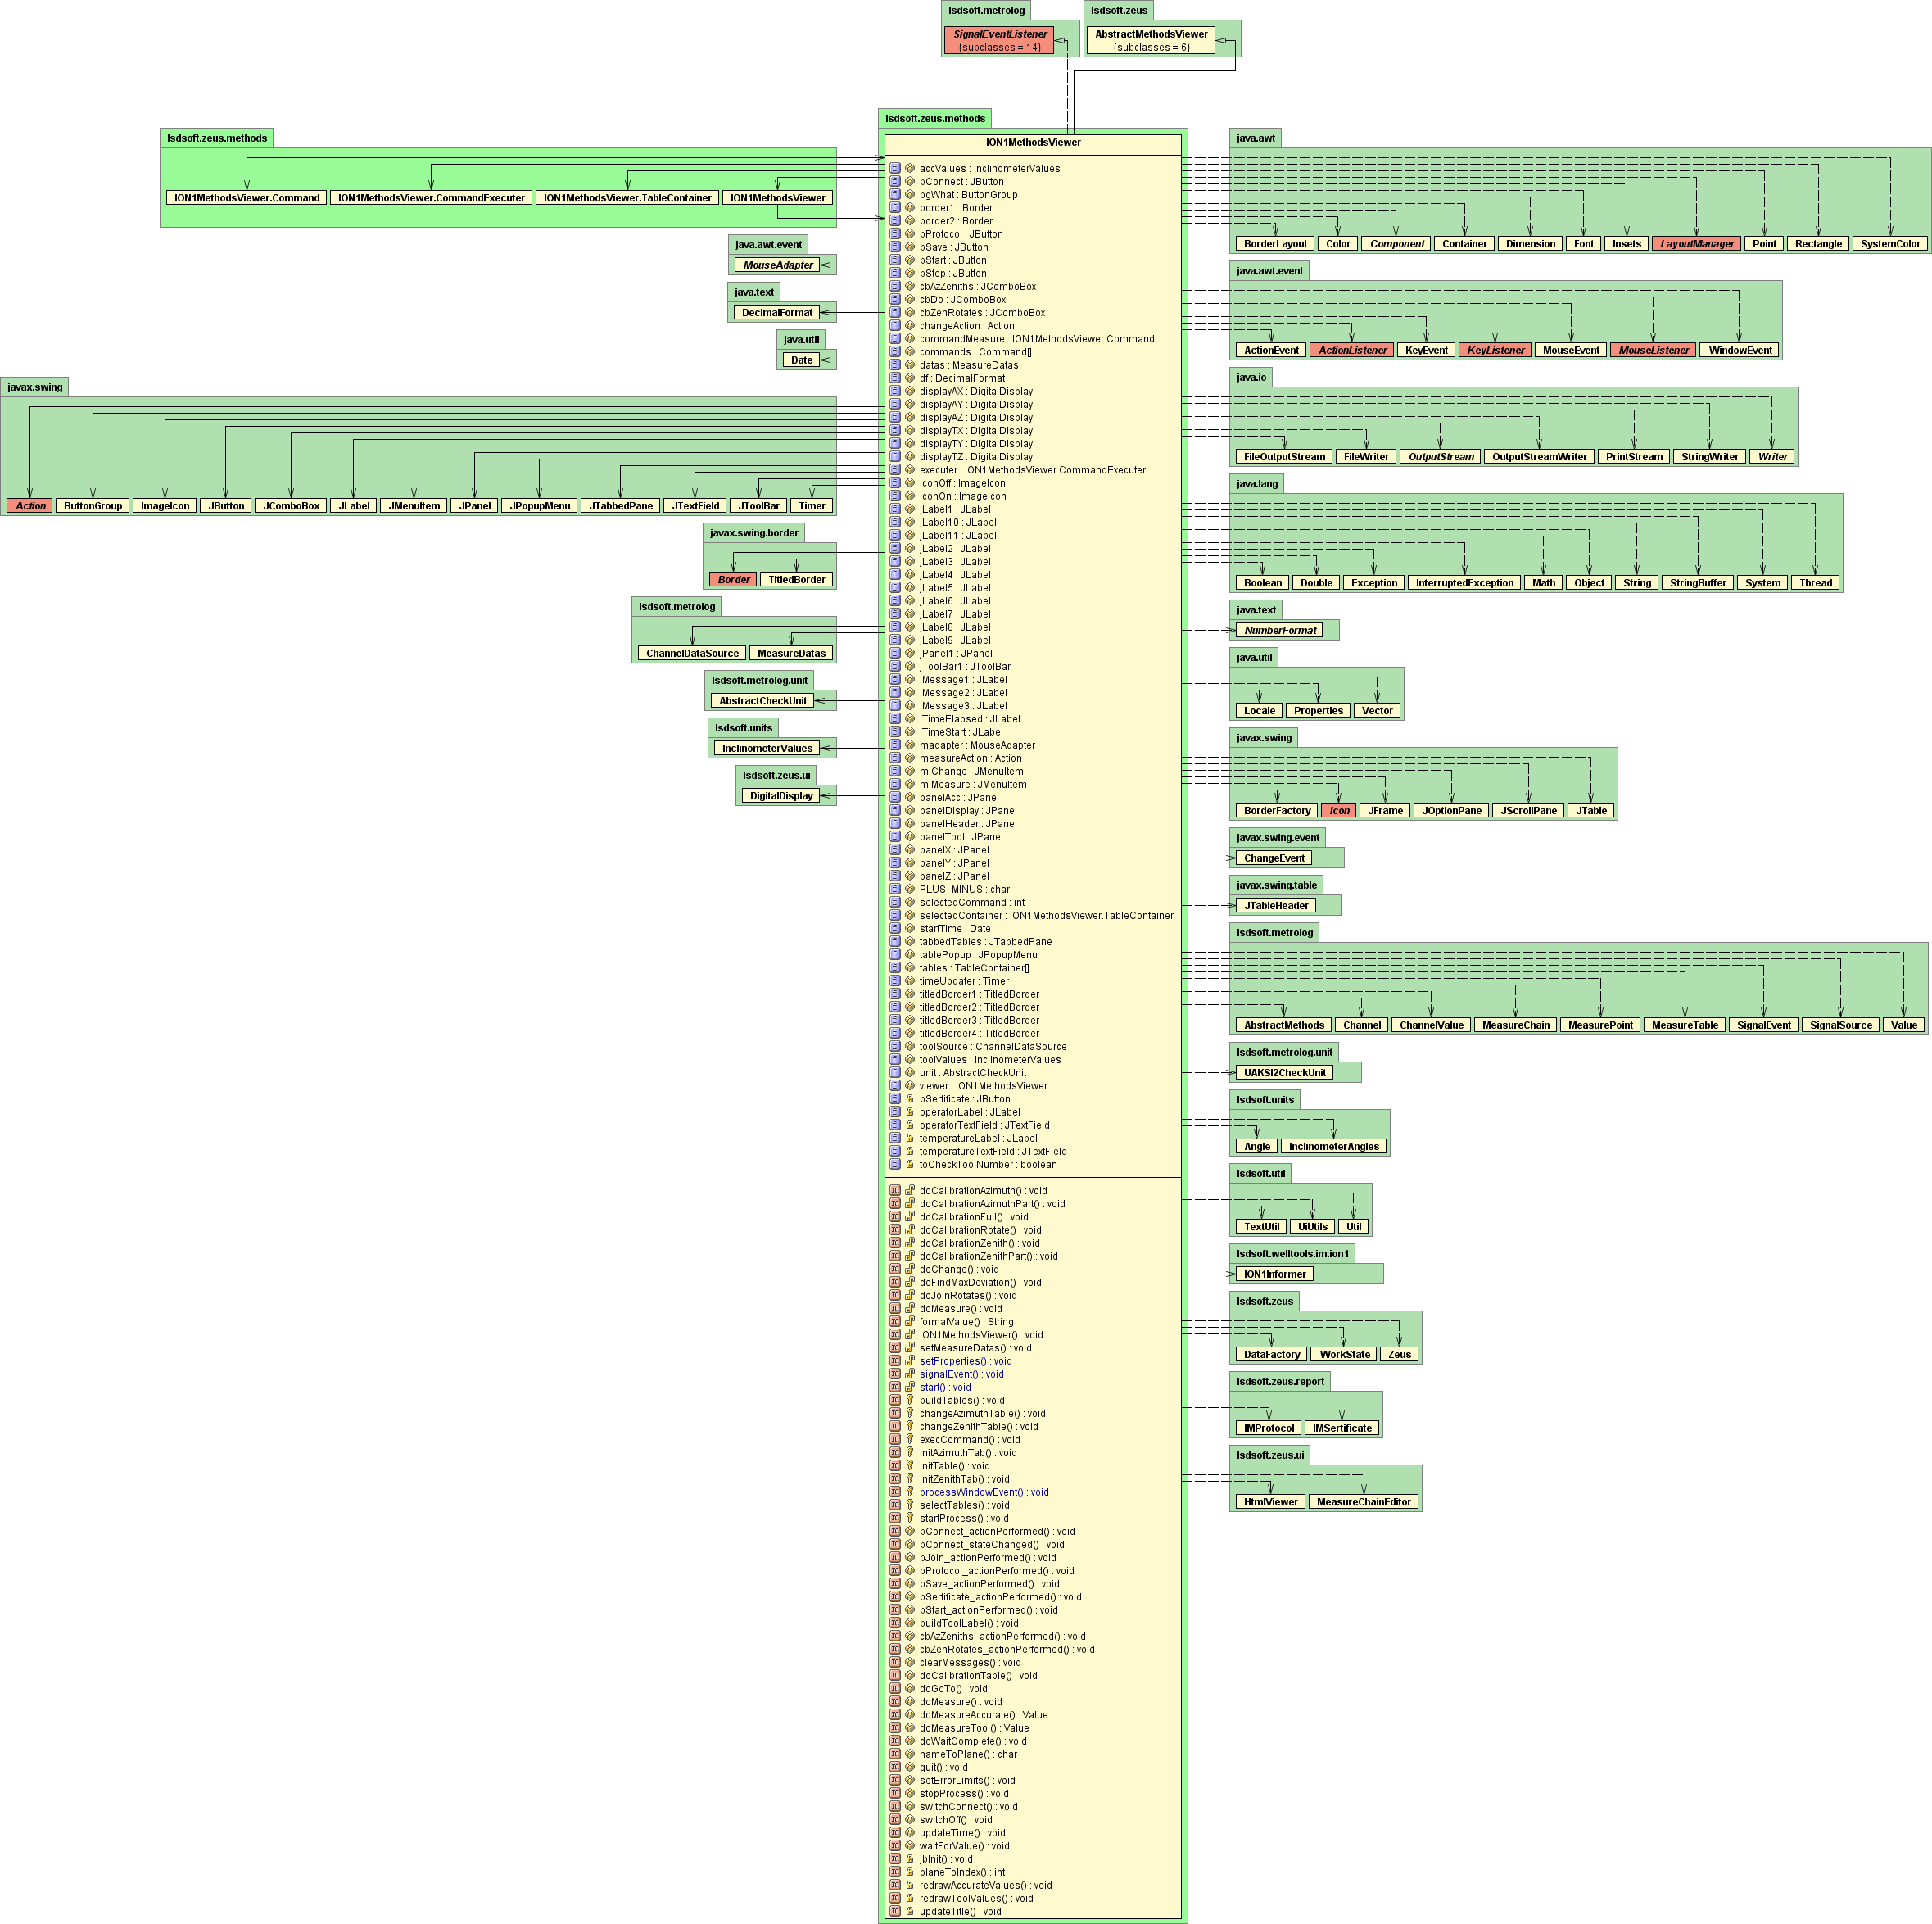 lsdsoft.metrolog
SignalEventListener
{subclasses = 14}
lsdsoft.zeus
AbstractMethodsViewer
{subclasses = 6}
lsdsoft.zeus.methods
ION1MethodsViewer.Command
ION1MethodsViewer.CommandExecuter
ION1MethodsViewer.TableContainer
ION1MethodsViewer
java.awt.event
MouseAdapter
java.text
DecimalFormat
java.util
Date
javax.swing
Action
ButtonGroup
ImageIcon
JButton
JComboBox
JLabel
JMenuItem
JPanel
JPopupMenu
JTabbedPane
JTextField
JToolBar
Timer
javax.swing.border
Border
TitledBorder
lsdsoft.metrolog
ChannelDataSource
MeasureDatas
lsdsoft.metrolog.unit
AbstractCheckUnit
lsdsoft.units
InclinometerValues
lsdsoft.zeus.ui
DigitalDisplay
lsdsoft.zeus.methods
ION1MethodsViewer
accValues : InclinometerValues
bConnect : JButton
bgWhat : ButtonGroup
border1 : Border
border2 : Border
bProtocol : JButton
bSave : JButton
bStart : JButton
bStop : JButton
cbAzZeniths : JComboBox
cbDo : JComboBox
cbZenRotates : JComboBox
changeAction : Action
commandMeasure : ION1MethodsViewer.Command
commands : Command[]
datas : MeasureDatas
df : DecimalFormat
displayAX : DigitalDisplay
displayAY : DigitalDisplay
displayAZ : DigitalDisplay
displayTX : DigitalDisplay
displayTY : DigitalDisplay
displayTZ : DigitalDisplay
executer : ION1MethodsViewer.CommandExecuter
iconOff : ImageIcon
iconOn : ImageIcon
jLabel1 : JLabel
jLabel10 : JLabel
jLabel11 : JLabel
jLabel2 : JLabel
jLabel3 : JLabel
jLabel4 : JLabel
jLabel5 : JLabel
jLabel6 : JLabel
jLabel7 : JLabel
jLabel8 : JLabel
jLabel9 : JLabel
jPanel1 : JPanel
jToolBar1 : JToolBar
lMessage1 : JLabel
lMessage2 : JLabel
lMessage3 : JLabel
lTimeElapsed : JLabel
lTimeStart : JLabel
madapter : MouseAdapter
measureAction : Action
miChange : JMenuItem
miMeasure : JMenuItem
panelAcc : JPanel
panelDisplay : JPanel
panelHeader : JPanel
panelTool : JPanel
panelX : JPanel
panelY : JPanel
panelZ : JPanel
PLUS_MINUS : char
selectedCommand : int
selectedContainer : ION1MethodsViewer.TableContainer
startTime : Date
tabbedTables : JTabbedPane
tablePopup : JPopupMenu
tables : TableContainer[]
timeUpdater : Timer
titledBorder1 : TitledBorder
titledBorder2 : TitledBorder
titledBorder3 : TitledBorder
titledBorder4 : TitledBorder
toolSource : ChannelDataSource
toolValues : InclinometerValues
unit : AbstractCheckUnit
viewer : ION1MethodsViewer
bSertificate : JButton
operatorLabel : JLabel
operatorTextField : JTextField
temperatureLabel : JLabel
temperatureTextField : JTextField
toCheckToolNumber : boolean
doCalibrationAzimuth() : void
doCalibrationAzimuthPart() : void
doCalibrationFull() : void
doCalibrationRotate() : void
doCalibrationZenith() : void
doCalibrationZenithPart() : void
doChange() : void
doFindMaxDeviation() : void
doJoinRotates() : void
doMeasure() : void
formatValue() : String
ION1MethodsViewer() : void
setMeasureDatas() : void
setProperties() : void
signalEvent() : void
start() : void
buildTables() : void
changeAzimuthTable() : void
changeZenithTable() : void
execCommand() : void
initAzimuthTab() : void
initTable() : void
initZenithTab() : void
processWindowEvent() : void
selectTables() : void
startProcess() : void
bConnect_actionPerformed() : void
bConnect_stateChanged() : void
bJoin_actionPerformed() : void
bProtocol_actionPerformed() : void
bSave_actionPerformed() : void
bSertificate_actionPerformed() : void
bStart_actionPerformed() : void
buildToolLabel() : void
cbAzZeniths_actionPerformed() : void
cbZenRotates_actionPerformed() : void
clearMessages() : void
doCalibrationTable() : void
doGoTo() : void
doMeasure() : void
doMeasureAccurate() : Value
doMeasureTool() : Value
doWaitComplete() : void
nameToPlane() : char
quit() : void
setErrorLimits() : void
stopProcess() : void
switchConnect() : void
switchOff() : void
updateTime() : void
waitForValue() : void
jbInit() : void
planeToIndex() : int
redrawAccurateValues() : void
redrawToolValues() : void
updateTitle() : void
java.awt
BorderLayout
Color
Component
Container
Dimension
Font
Insets
LayoutManager
Point
Rectangle
SystemColor
java.awt.event
ActionEvent
ActionListener
KeyEvent
KeyListener
MouseEvent
MouseListener
WindowEvent
java.io
FileOutputStream
FileWriter
OutputStream
OutputStreamWriter
PrintStream
StringWriter
Writer
java.lang
Boolean
Double
Exception
InterruptedException
Math
Object
String
StringBuffer
System
Thread
java.text
NumberFormat
java.util
Locale
Properties
Vector
javax.swing
BorderFactory
Icon
JFrame
JOptionPane
JScrollPane
JTable
javax.swing.event
ChangeEvent
javax.swing.table
JTableHeader
lsdsoft.metrolog
AbstractMethods
Channel
ChannelValue
MeasureChain
MeasurePoint
MeasureTable
SignalEvent
SignalSource
Value
lsdsoft.metrolog.unit
UAKSI2CheckUnit
lsdsoft.units
Angle
InclinometerAngles
lsdsoft.util
TextUtil
UiUtils
Util
lsdsoft.welltools.im.ion1
ION1Informer
lsdsoft.zeus
DataFactory
WorkState
Zeus
lsdsoft.zeus.report
IMProtocol
IMSertificate
lsdsoft.zeus.ui
HtmlViewer
MeasureChainEditor